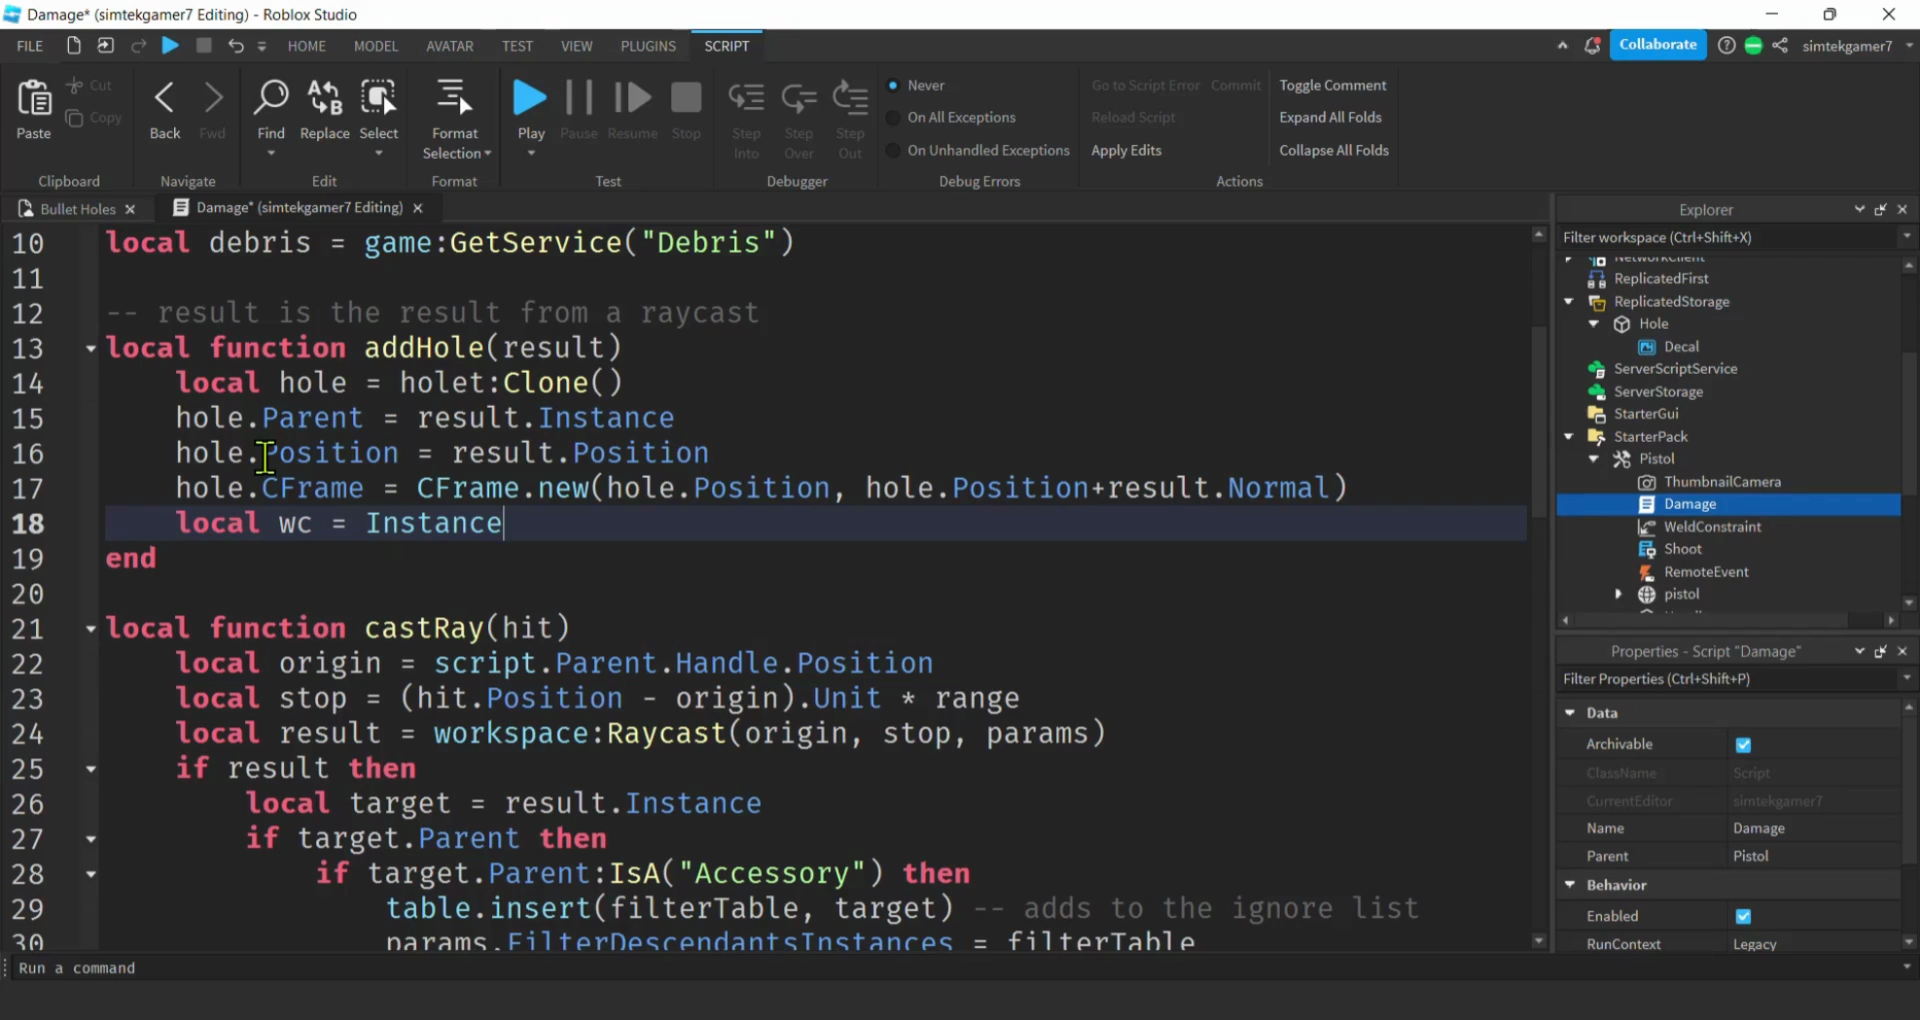 Damage* (simtekgamer7 Editing) - Roblox Studio
FILE HOME MODEL AVATAR TEST VIEW PLUGINS SCRIPT Collaborate simtekgamer7
Paste
Cut
Copy
Clipboard
Back
Fwd
Navigate
Find
Replace
Select
Edit
Format
Selection
Format
Play
Pause
Resume
Stop
Test
Step
Into
Step
Over
Step
Out
Debugger
Never
On All Exceptions
On Unhandled Exceptions
Debug Errors
Go to Script Error
Commit
Reload Script
Apply Edits
Toggle Comment
Expand All Folds
Collapse All Folds
Actions
Bullet Holes
Damage* (simtekgamer7 Editing)
10 local debris = game:GetService("Debris")
11
12 -- result is the result from a raycast
13 local function addHole(result)
14 local hole = holet:Clone()
15 hole.Parent = result.Instance
16 hole.Position = result.Position
17 hole.CFrame = CFrame.new(hole.Position, hole.Position+result.Normal)
18 local wc = Instance
19 end
20
21 local function castRay(hit)
22 local origin = script.Parent.Handle.Position
23 local stop = (hit.Position - origin).Unit * range
24 local result = workspace:Raycast(origin, stop, params)
25 if result then
26 local target = result.Instance
27 if target.Parent then
28 if target.Parent:IsA("Accessory") then
29 table.insert(filterTable, target) -- adds to the ignore list
30 params.FilterDescendantsInstances = filterTable
Run a command
Explorer
Filter workspace (Ctrl+Shift+X)
NetworkClient
ReplicatedFirst
ReplicatedStorage
Hole
Decal
ServerScriptService
ServerStorage
StarterGui
StarterPack
Pistol
ThumbnailCamera
Damage
WeldConstraint
Shoot
RemoteEvent
pistol
Properties - Script "Damage"
Filter Properties (Ctrl+Shift+P)
Data
Archivable
ClassName Script
CurrentEditor simtekgamer7
Name Damage
Parent Pistol
Behavior
Enabled
RunContext Legacy